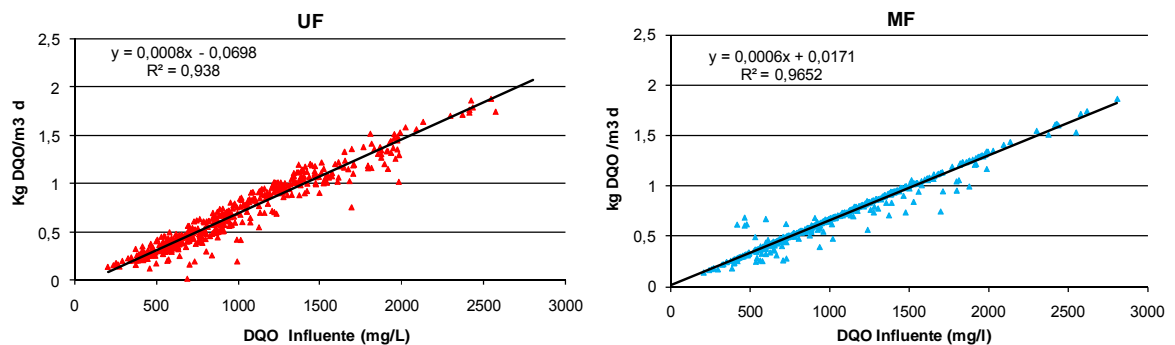 UF
y = 0,0008x - 0,0698
R² = 0,938
Kg DQO/m3 d
2,5
2
1,5
1
0,5
0
0 500 1000 1500 2000 2500 3000
DQO Influente (mg/L)
MF
y = 0,0006x + 0,0171
R² = 0,9652
kg DQO /m3 d
2,5
2
1,5
1
0,5
0
0 500 1000 1500 2000 2500 3000
DQO Influente (mg/l)